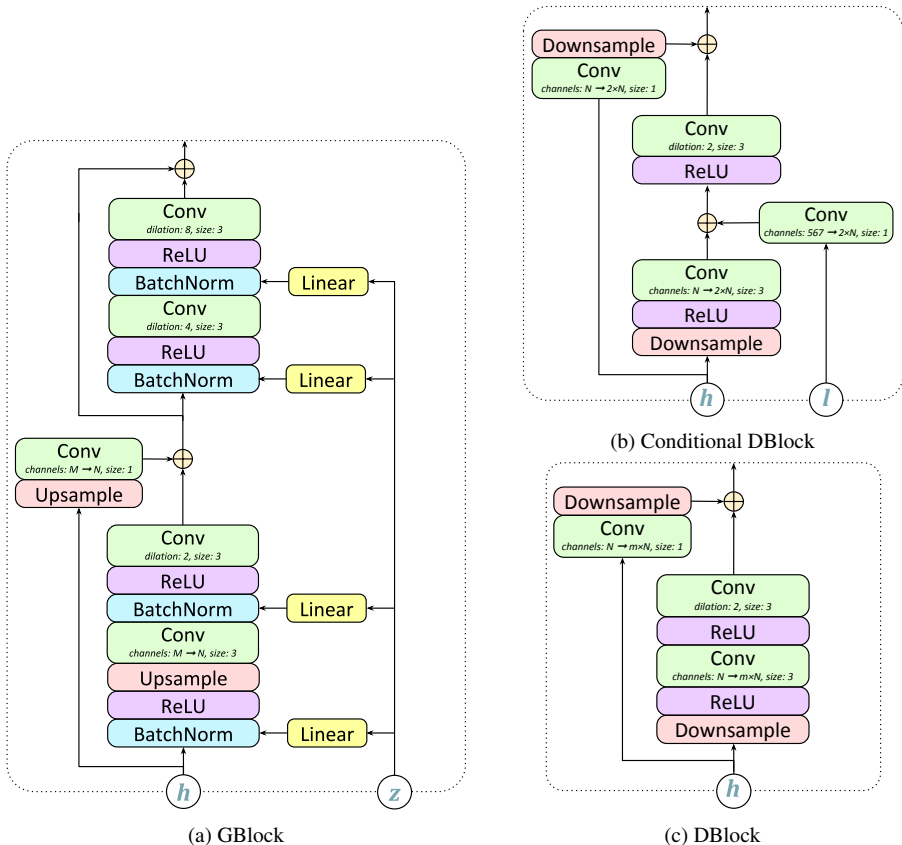 Conv
dilation: 8, size: 3
ReLU
BatchNorm
Linear
Conv
dilation: 4, size: 3
ReLU
BatchNorm
Linear
Conv
channels: M → N, size: 1
Upsample
Conv
dilation: 2, size: 3
ReLU
BatchNorm
Linear
Conv
channels: M → N, size: 3
Upsample
ReLU
BatchNorm
Linear
h
z
(a) GBlock
Downsample
Conv
channels: N → 2×N, size: 1
Conv
dilation: 2, size: 3
ReLU
Conv
channels: 567 → 2×N, size: 1
Conv
channels: N → 2×N, size: 3
ReLU
Downsample
h
l
(b) Conditional DBlock
Downsample
Conv
channels: N → m×N, size: 1
Conv
dilation: 2, size: 3
ReLU
Conv
channels: N → m×N, size: 3
ReLU
Downsample
h
(c) DBlock